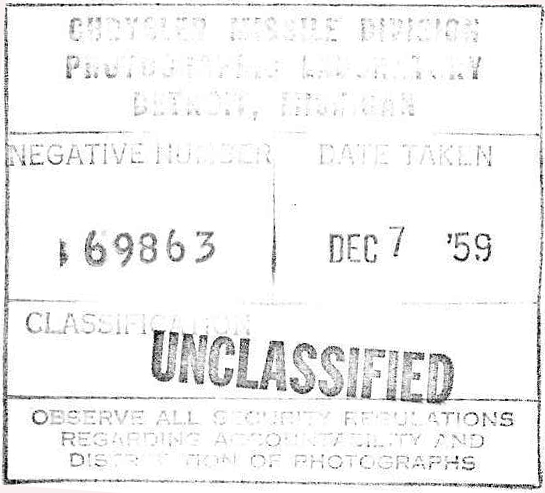 CHRYSLER MISSILE DIVISION
PHOTOGRAPHIC LABORATORY
DETROIT, MICHIGAN
NEGATIVE NUMBER DATE TAKEN
69863 DEC 7 '59
CLASSIFICATION
UNCLASSIFIED
OBSERVE ALL SECURITY REGULATIONS
REGARDING ACCOUNTABILITY AND
DISTRIBUTION OF PHOTOGRAPHS